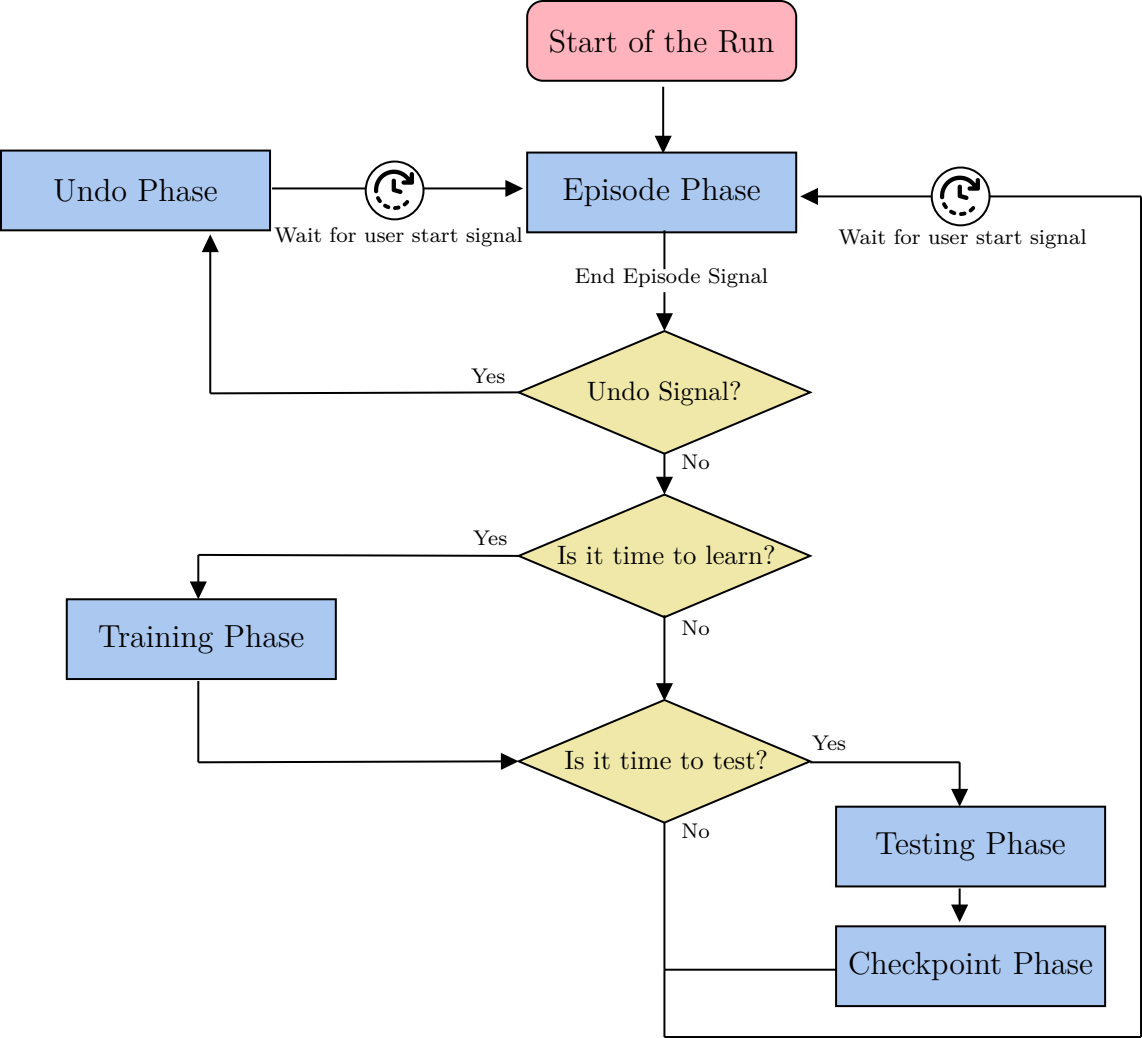 Start of the Run
Undo Phase
Episode Phase
Wait for user start signal
Wait for user start signal
End Episode Signal
Yes
Undo Signal?
No
Yes
Is it time to learn?
No
Training Phase
Yes
Is it time to test?
No
Testing Phase
Checkpoint Phase